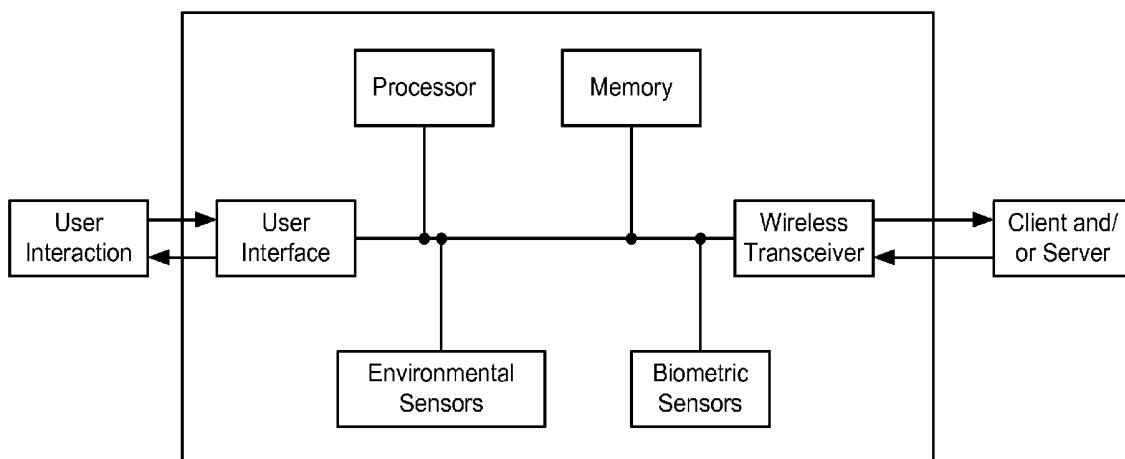 Processor
Memory
User
Interaction
User
Interface
Wireless
Transceiver
Client and/
or Server
Environmental
Sensors
Biometric
Sensors